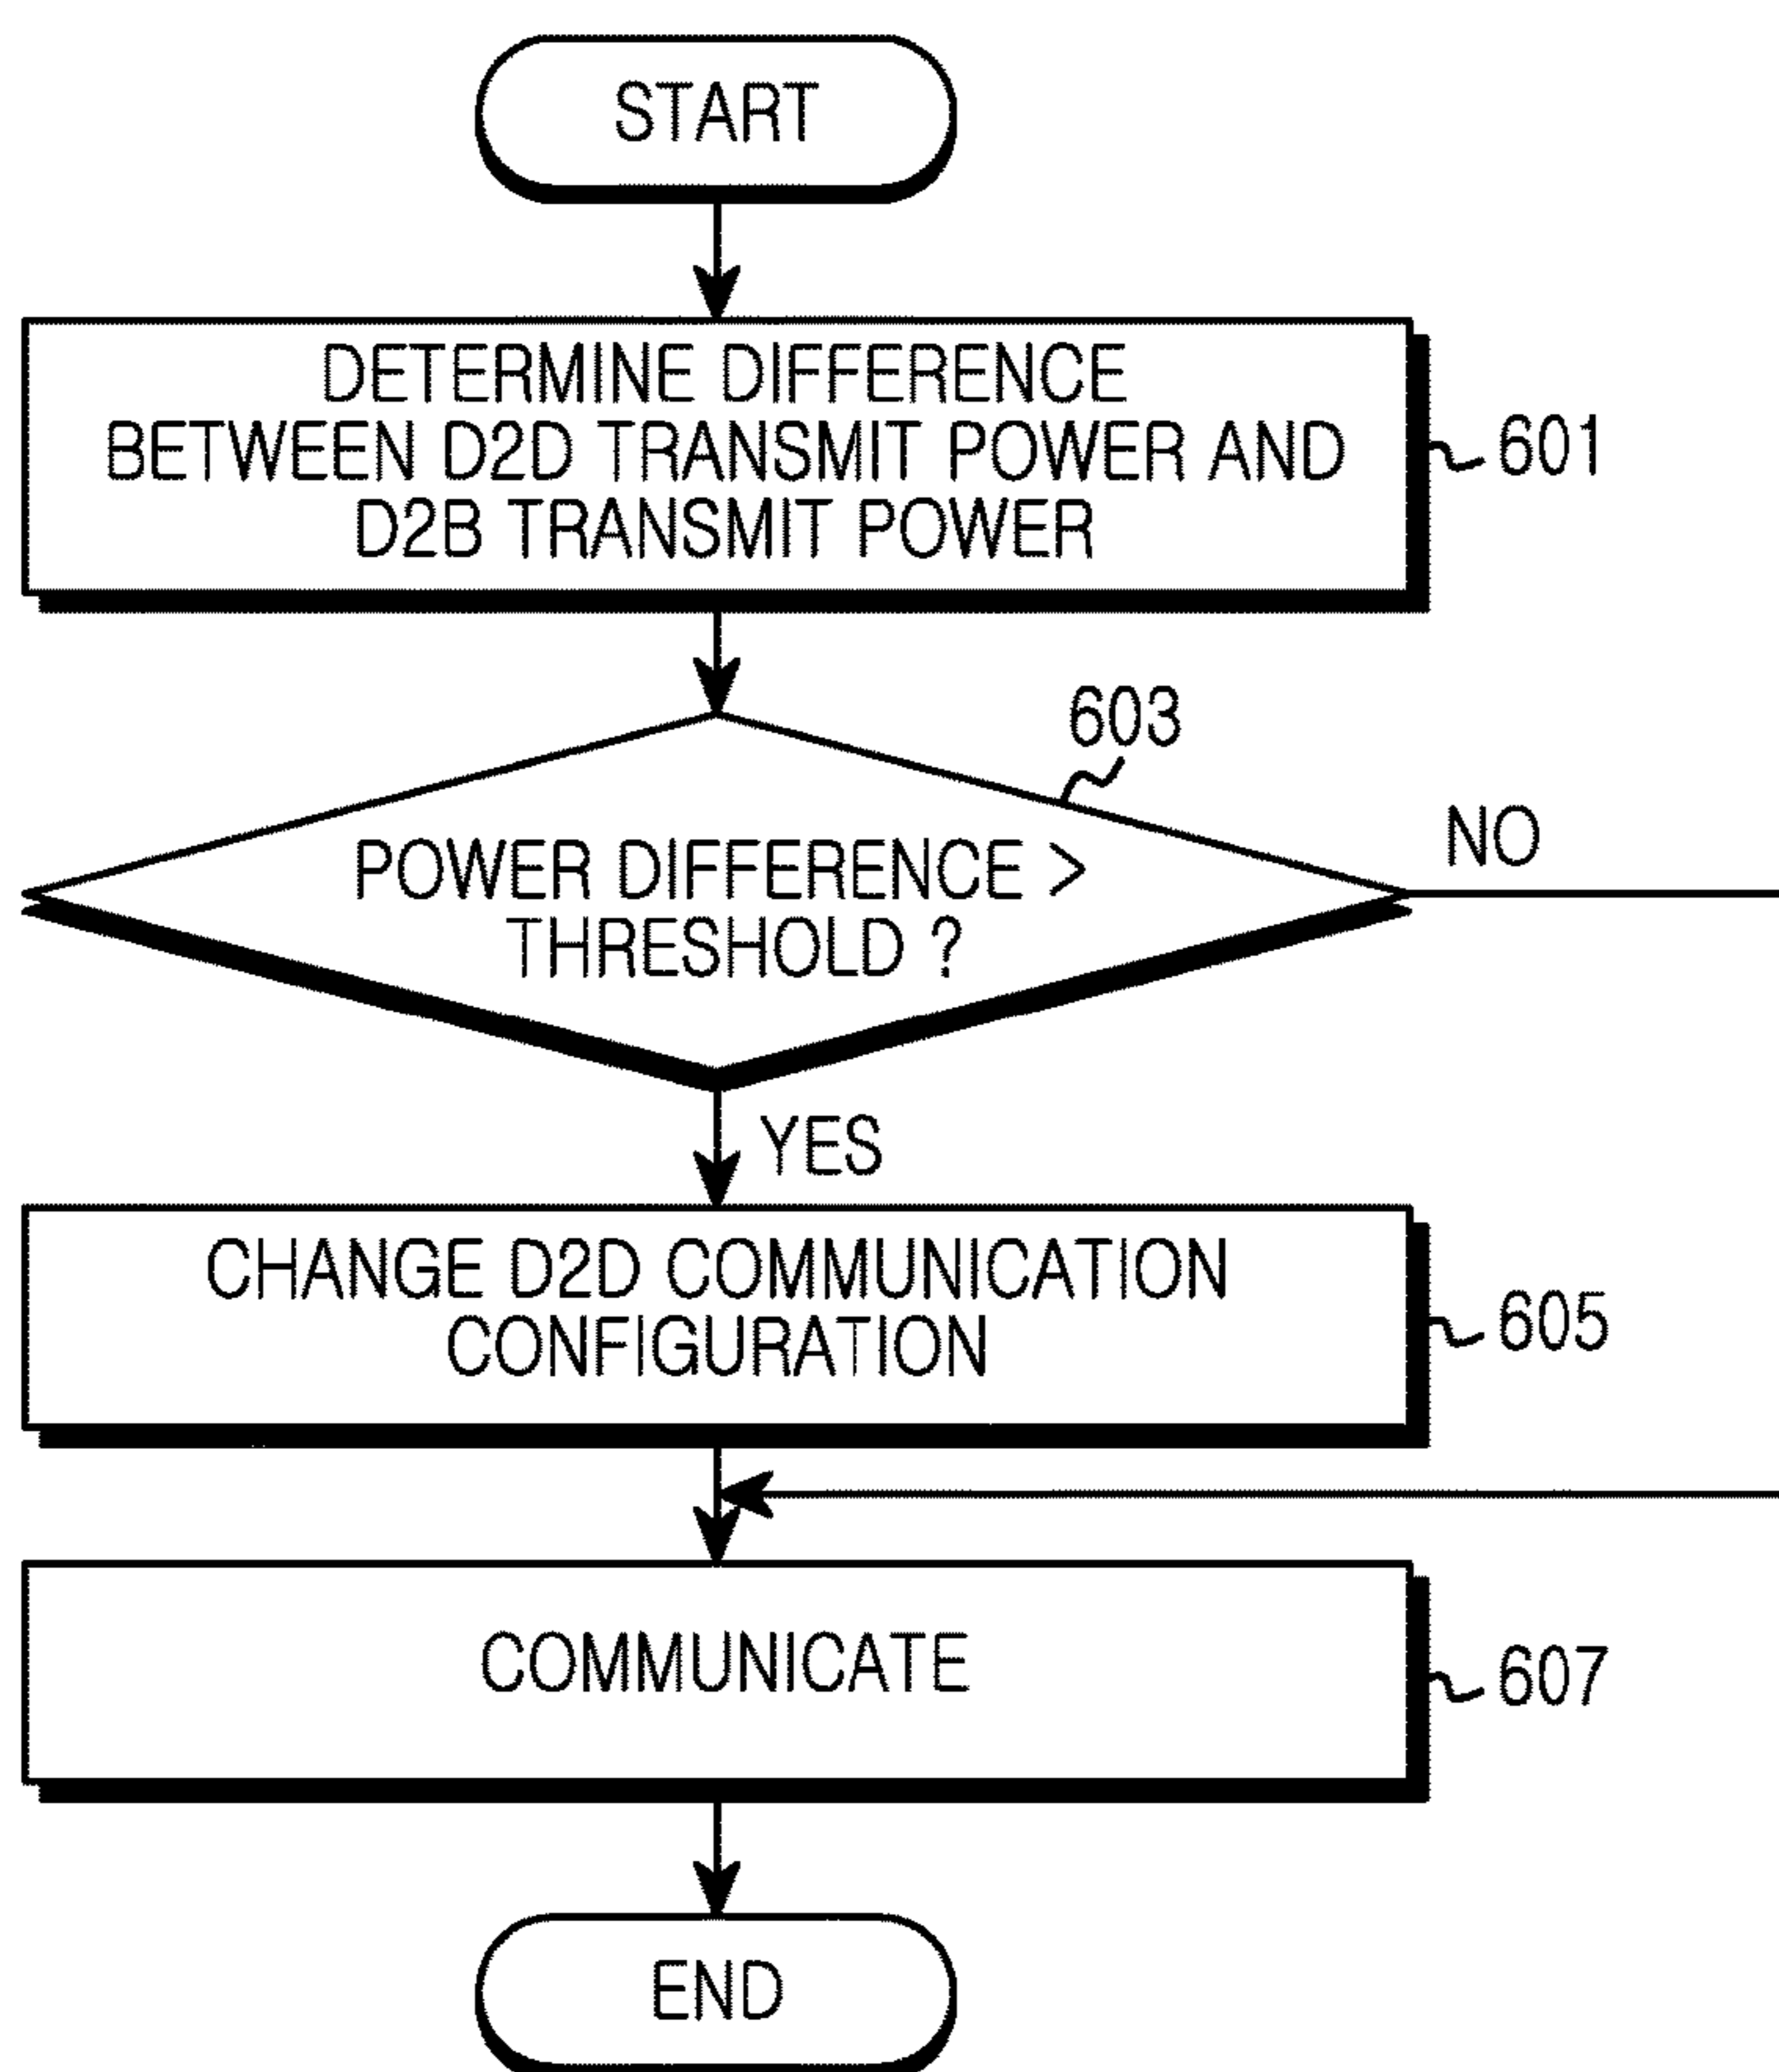 START
DETERMINE DIFFERENCE
BETWEEN D2D TRANSMIT POWER AND
D2B TRANSMIT POWER
601
603
POWER DIFFERENCE >
THRESHOLD ?
NO
YES
CHANGE D2D COMMUNICATION
CONFIGURATION
605
COMMUNICATE
607
END